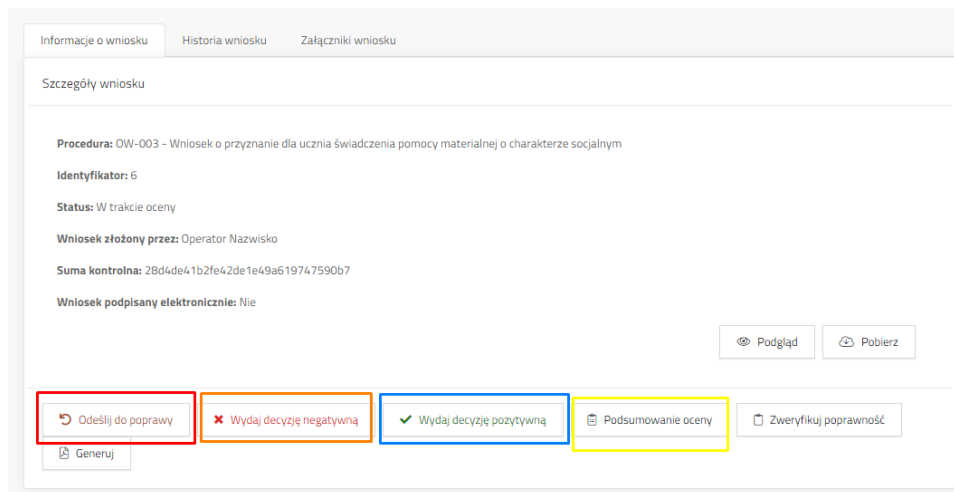 Informacje o wniosku Historia wniosku Załączniki wniosku
Szczegóły wniosku
Procedura: OW-003 - Wniosek o przyznanie dla ucznia świadczenia pomocy materialnej o charakterze socjalnym
Identyfikator: 6
Status: W trakcie oceny
Wniosek złożony przez: Operator Nazwisko
Suma kontrolna: 28d4de41b2fe42de1e49a619747590b7
Wniosek podpisany elektronicznie: Nie
Podgląd Pobierz
Odeślij do poprawy Wydaj decyzję negatywną Wydaj decyzję pozytywną Podsumowanie oceny Zweryfikuj poprawność
Generuj